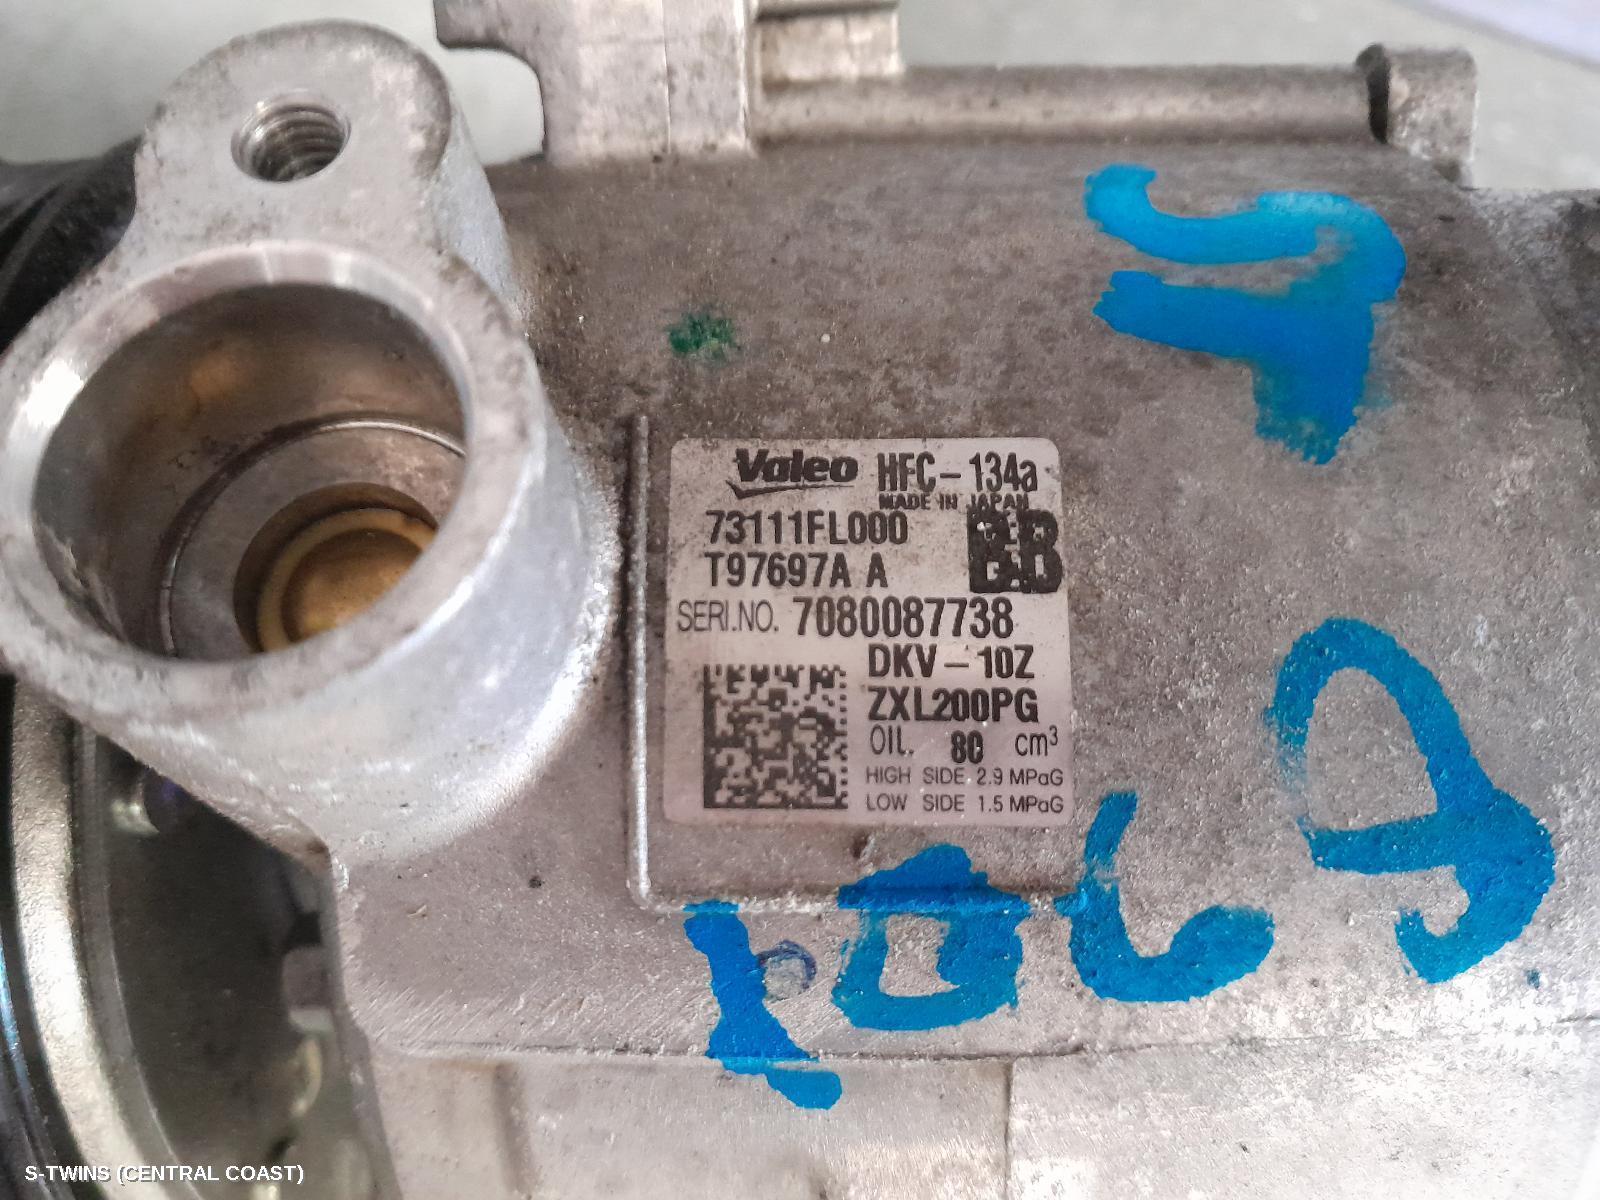 Valeo HFC-134a
MADE IN JAPAN
73111FL000
T97697A A
SERI.NO. 7080087738
DKV-10Z
ZXL200PG
OIL. 80 cm³
HIGH SIDE 2.9 MPaG
LOW SIDE 1.5 MPaG
S-TWINS (CENTRAL COAST)